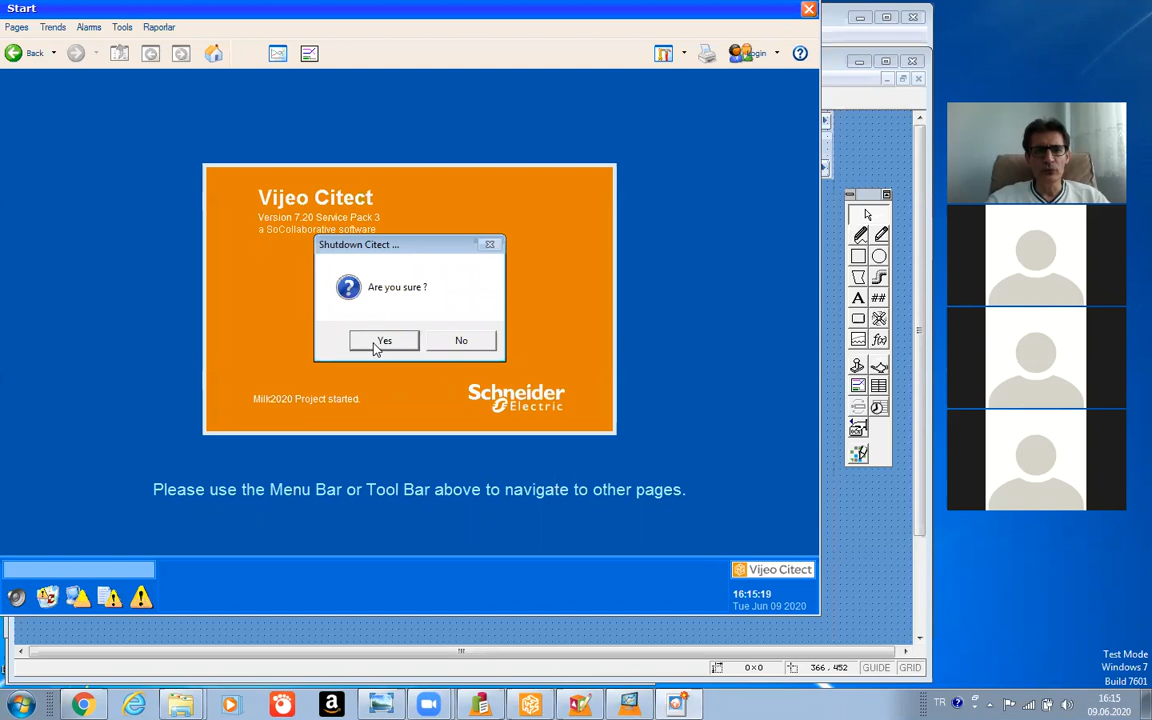 Start
Pages Trends Alarms Tools Raporlar
Back
Login
Vijeo Citect
Version 7.20 Service Pack 3
a SoCollaborative software
Shutdown Citect ...
Are you sure ?
Yes No
Milk2020 Project started.
Schneider
Electric
Please use the Menu Bar or Tool Bar above to navigate to other pages.
Vijeo Citect
16:15:19
Tue Jun 09 2020
A ##
f(x)
0×0 366 , 452 GUIDE GRID
Test Mode
Windows 7
Build 7601
TR 16:15
09.06.2020